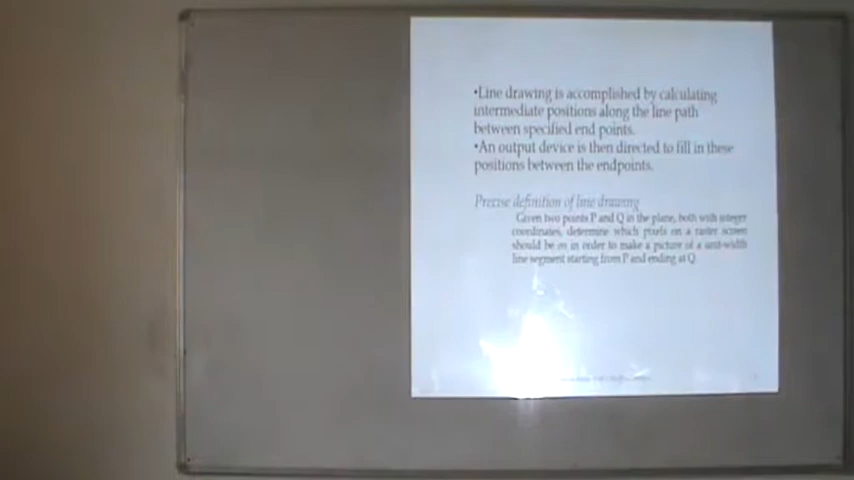 •Line drawing is accomplished by calculating
intermediate positions along the line path
between specified end points.
•An output device is then directed to fill in these
positions between the endpoints.
Precise definition of line drawing
Given two points P and Q in the plane, both with integer
coordinates, determine which pixels on a raster screen
should be on in order to make a picture of a unit-width
line segment starting from P and ending at Q